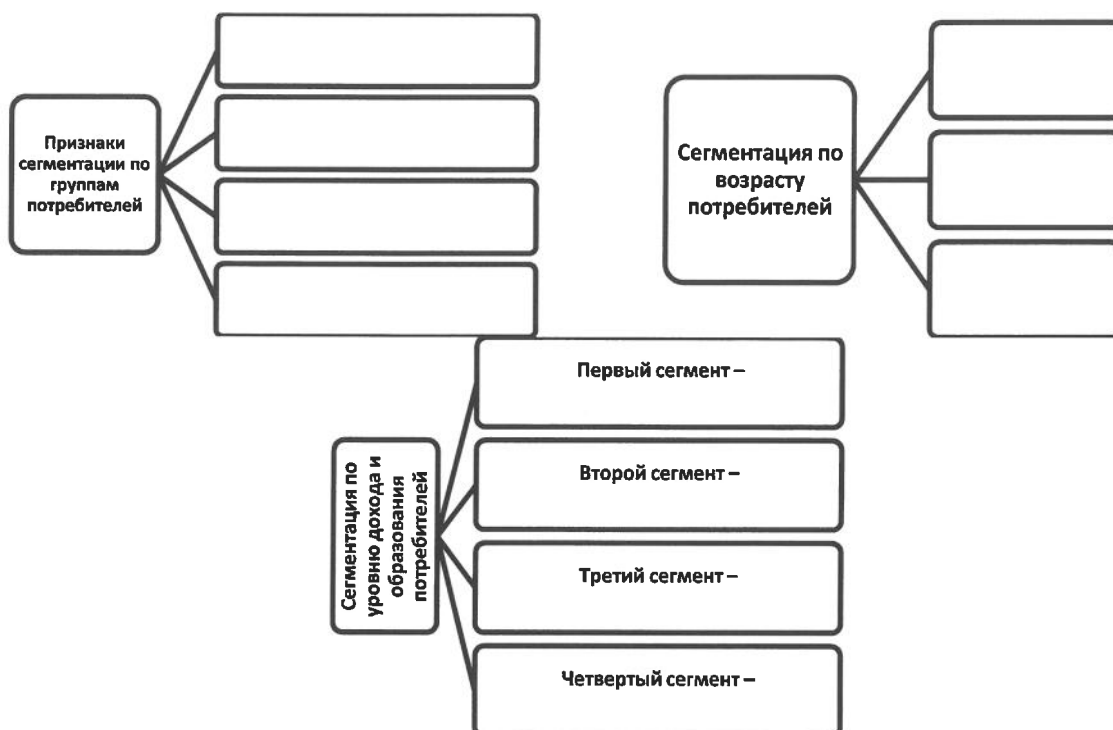 Признаки
сегментации по
группам
потребителей
Сегментация по
возрасту
потребителей
Сегментация по
уровню дохода и
образования
потребителей
Первый сегмент –
Второй сегмент –
Третий сегмент –
Четвертый сегмент –